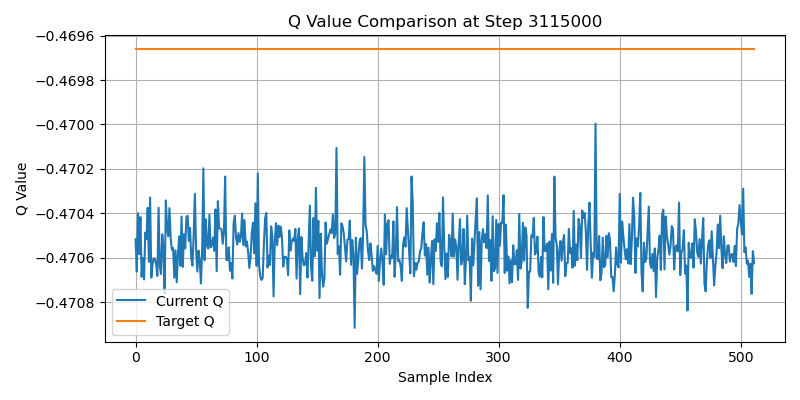 Q Value Comparison at Step 3115000
Q Value
−0.4696
−0.4698
−0.4700
−0.4702
−0.4704
−0.4706
−0.4708
Current Q
Target Q
0
100
200
300
400
500
Sample Index